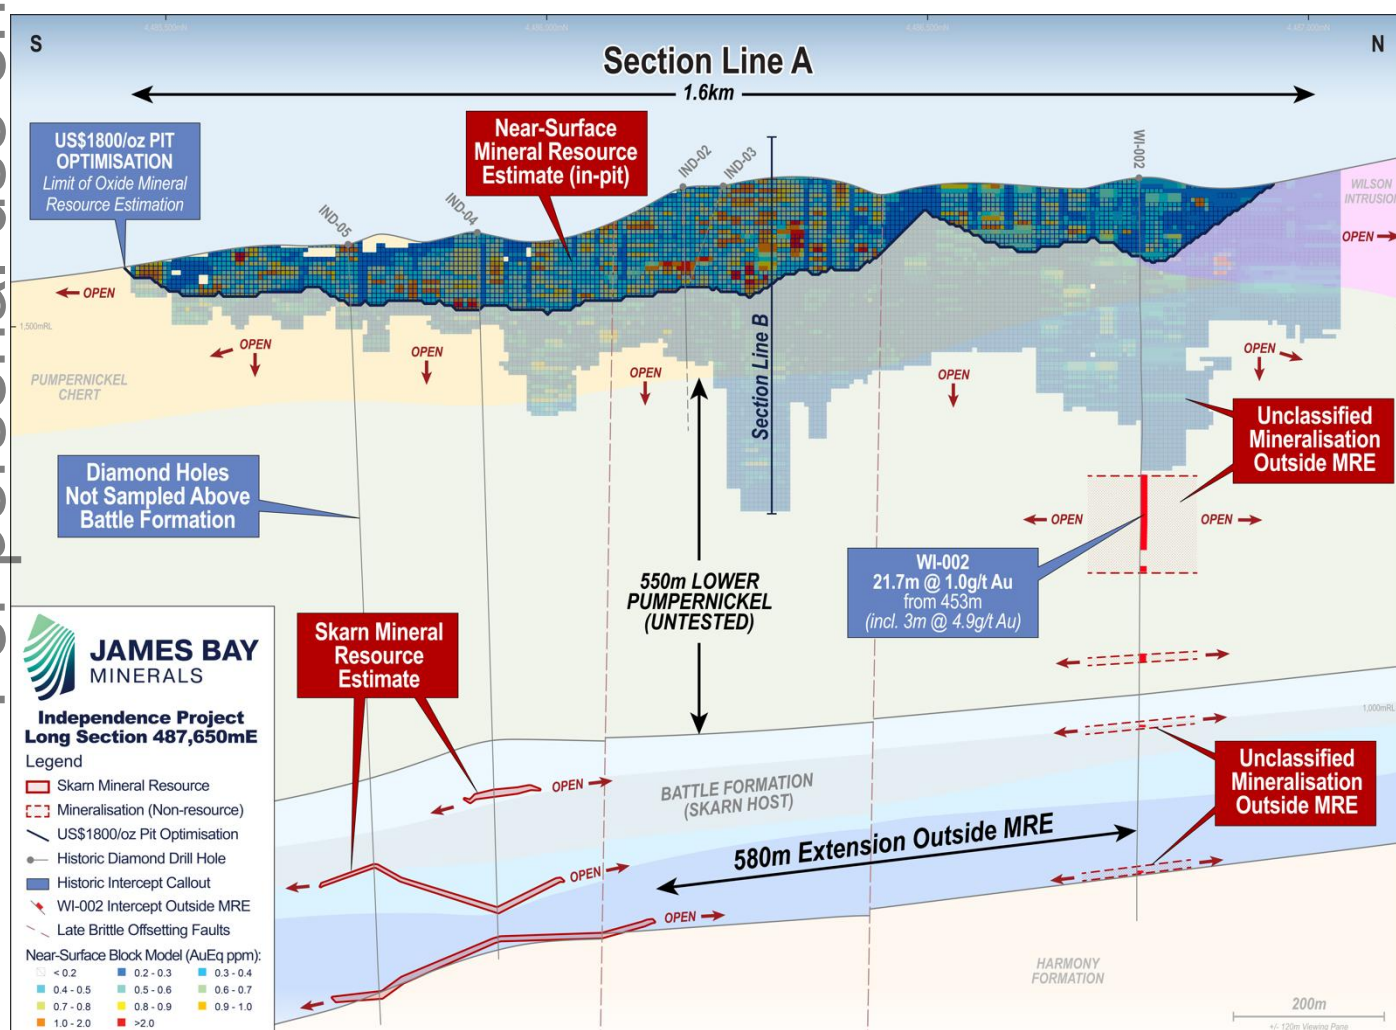 S
N
Section Line A
1.6km
US$1800/oz PIT
OPTIMISATION
Limit of Oxide Mineral
Resource Estimation
Near-Surface
Mineral Resource
Estimate (in-pit)
IND-05
IND-04
IND-02
IND-03
WI-002
WILSON
INTRUSION
OPEN
OPEN
1,500mRL
PUMPERNICKEL
CHERT
OPEN
OPEN
OPEN
OPEN
OPEN
Section Line B
Unclassified
Mineralisation
Outside MRE
Diamond Holes
Not Sampled Above
Battle Formation
OPEN
OPEN
WI-002
21.7m @ 1.0g/t Au
from 453m
(incl. 3m @ 4.9g/t Au)
550m LOWER
PUMPERNICKEL
(UNTESTED)
Skarn Mineral
Resource
Estimate
1,000mRL
Unclassified
Mineralisation
Outside MRE
OPEN
BATTLE FORMATION
(SKARN HOST)
580m Extension Outside MRE
OPEN
OPEN
HARMONY
FORMATION
200m
+/- 120m Viewing Pane
JAMES BAY
MINERALS
Independence Project
Long Section 487,650mE
Legend
Skarn Mineral Resource
Mineralisation (Non-resource)
US$1800/oz Pit Optimisation
Historic Diamond Drill Hole
Historic Intercept Callout
WI-002 Intercept Outside MRE
Late Brittle Offsetting Faults
Near-Surface Block Model (AuEq ppm):
< 0.2
0.2 - 0.3
0.3 - 0.4
0.4 - 0.5
0.5 - 0.6
0.6 - 0.7
0.7 - 0.8
0.8 - 0.9
0.9 - 1.0
1.0 - 2.0
>2.0